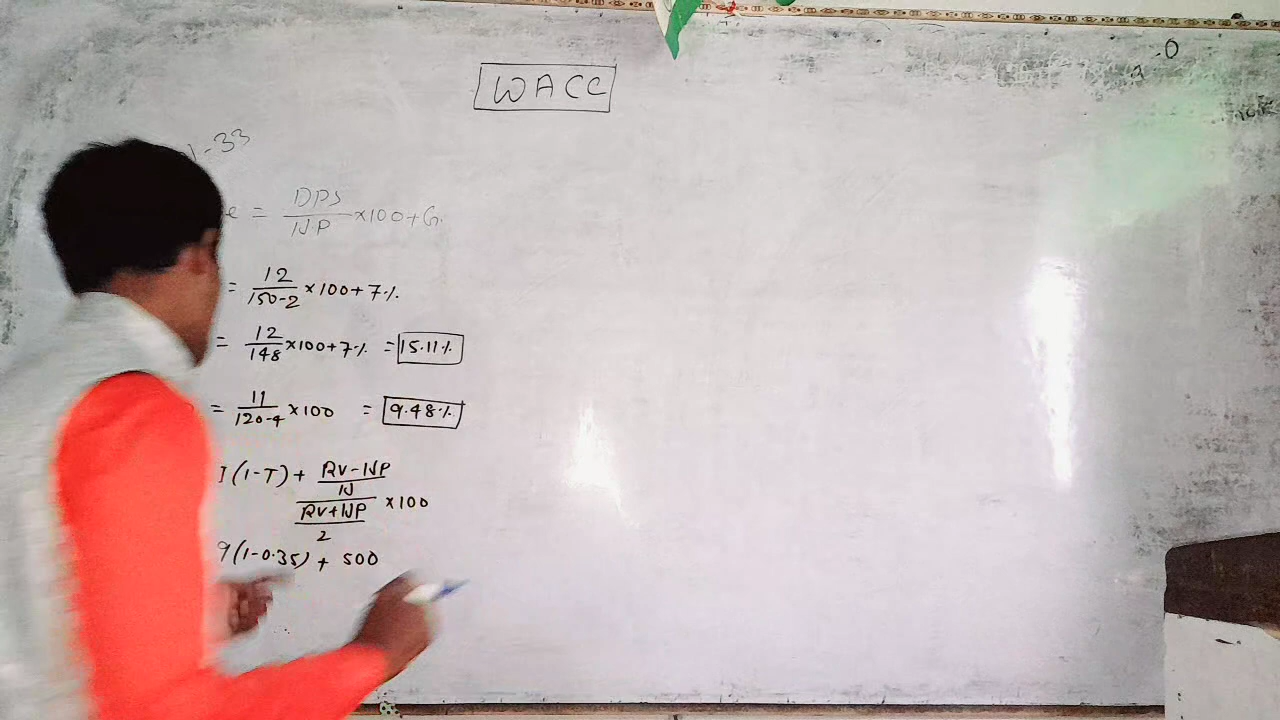 WACC
1-33
e = DPS/NP ×100+G
= 12/150-2 ×100+7%
= 12/148 ×100+7% = 15.11%
= 11/120-4 ×100 = 9.48%
I(1-T)+ RV-NP/N
RV+NP/2 ×100
9(1-0.35) + 500